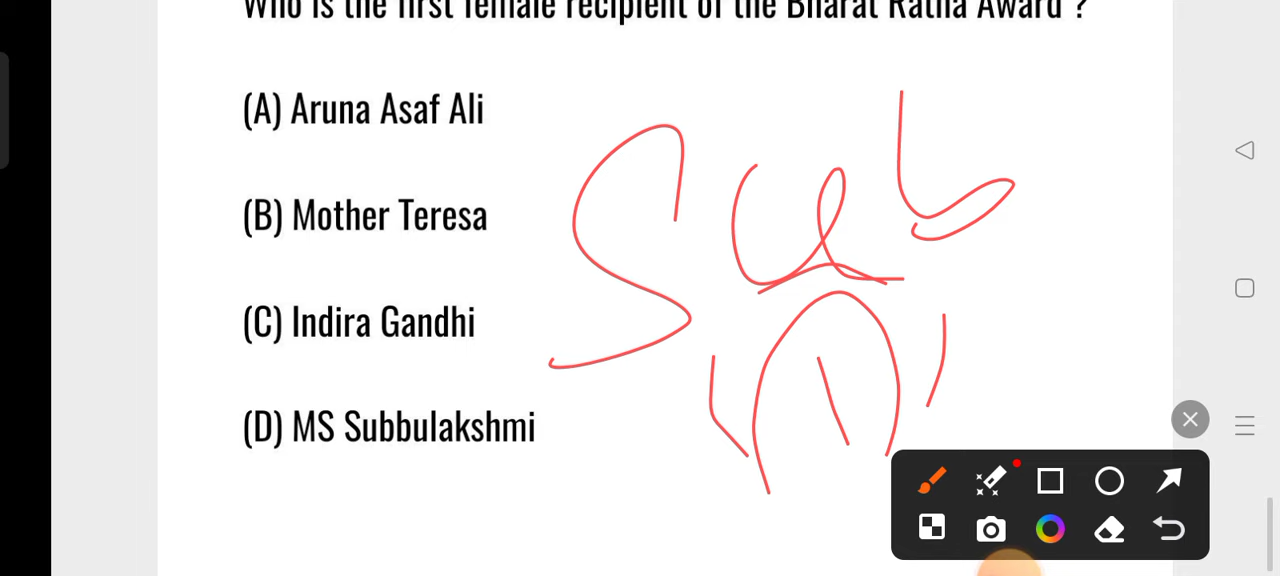 Who is the first female recipient of the Bharat Ratna Award ?
(A) Aruna Asaf Ali
(B) Mother Teresa
(C) Indira Gandhi
(D) MS Subbulakshmi
Sub